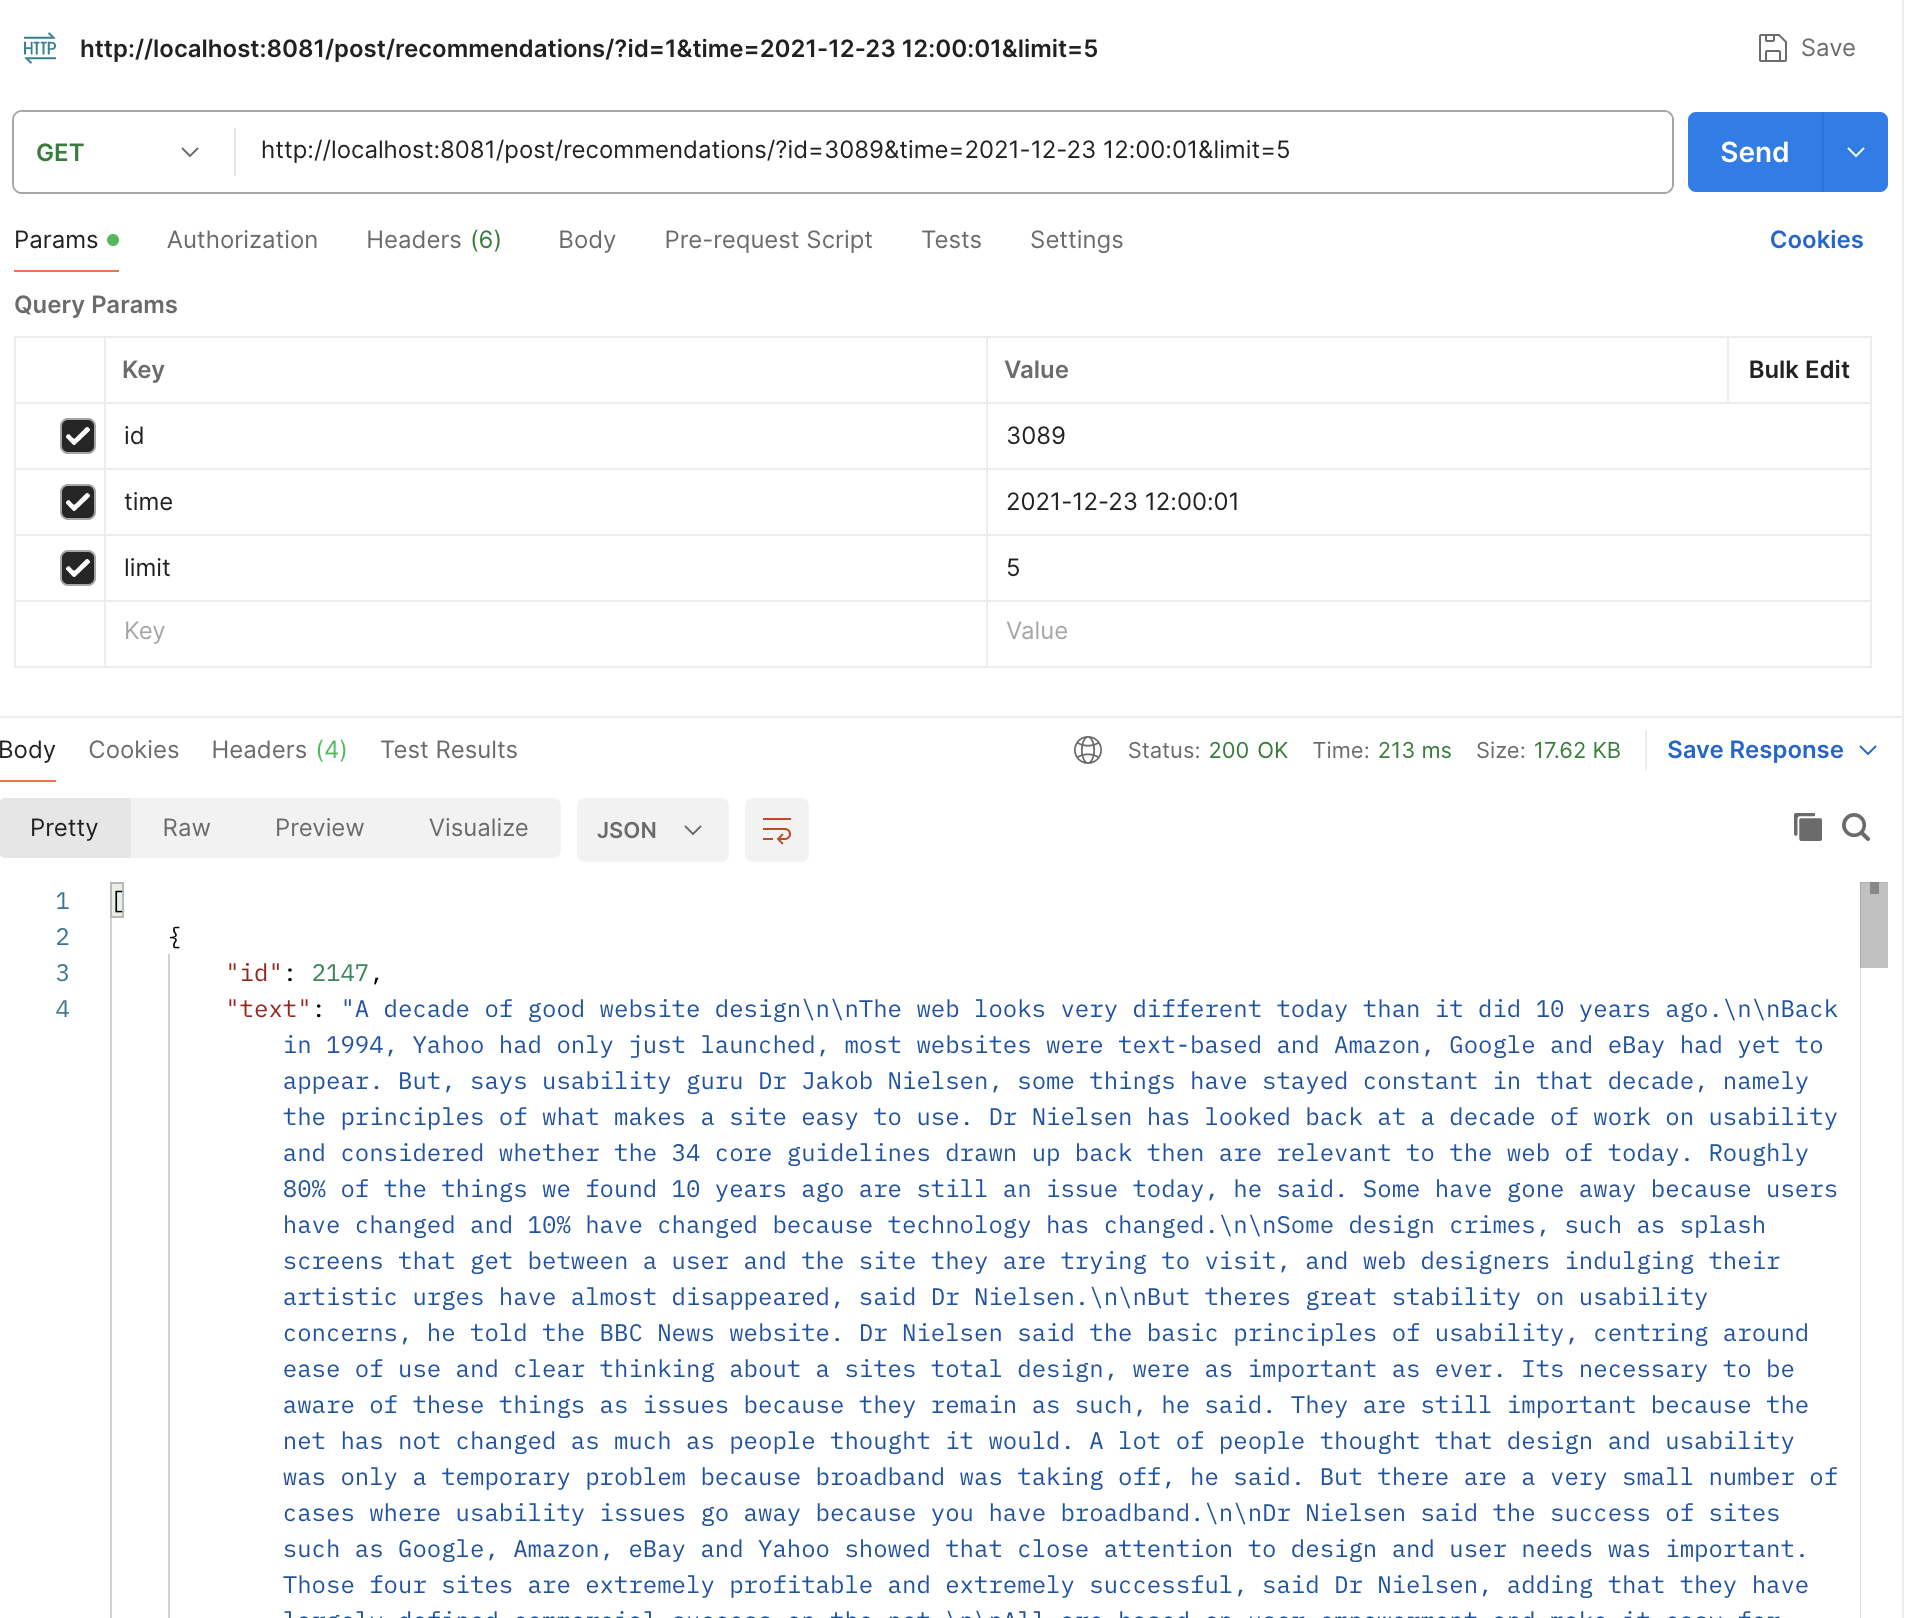 HTTP http://localhost:8081/post/recommendations/?id=1&time=2021-12-23 12:00:01&limit=5 Save
GET http://localhost:8081/post/recommendations/?id=3089&time=2021-12-23 12:00:01&limit=5 Send
Params Authorization Headers (6) Body Pre-request Script Tests Settings Cookies
Query Params
Key Value Bulk Edit
id 3089
time 2021-12-23 12:00:01
limit 5
Key Value
Body Cookies Headers (4) Test Results Status: 200 OK Time: 213 ms Size: 17.62 KB Save Response
Pretty Raw Preview Visualize JSON
1 [
2 {
3 "id": 2147,
4 "text": "A decade of good website design\n\nThe web looks very different today than it did 10 years ago.\n\nBack
in 1994, Yahoo had only just launched, most websites were text-based and Amazon, Google and eBay had yet to
appear. But, says usability guru Dr Jakob Nielsen, some things have stayed constant in that decade, namely
the principles of what makes a site easy to use. Dr Nielsen has looked back at a decade of work on usability
and considered whether the 34 core guidelines drawn up back then are relevant to the web of today. Roughly
80% of the things we found 10 years ago are still an issue today, he said. Some have gone away because users
have changed and 10% have changed because technology has changed.\n\nSome design crimes, such as splash
screens that get between a user and the site they are trying to visit, and web designers indulging their
artistic urges have almost disappeared, said Dr Nielsen.\n\nBut theres great stability on usability
concerns, he told the BBC News website. Dr Nielsen said the basic principles of usability, centring around
ease of use and clear thinking about a sites total design, were as important as ever. Its necessary to be
aware of these things as issues because they remain as such, he said. They are still important because the
net has not changed as much as people thought it would. A lot of people thought that design and usability
was only a temporary problem because broadband was taking off, he said. But there are a very small number of
cases where usability issues go away because you have broadband.\n\nDr Nielsen said the success of sites
such as Google, Amazon, eBay and Yahoo showed that close attention to design and user needs was important.
Those four sites are extremely profitable and extremely successful, said Dr Nielsen, adding that they have